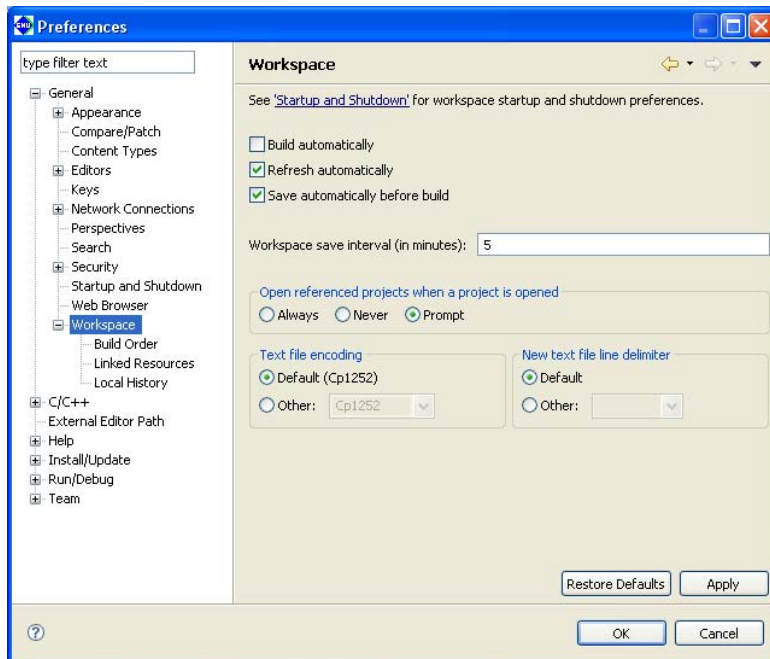 EMU Preferences
type filter text
General
Appearance
Compare/Patch
Content Types
Editors
Keys
Network Connections
Perspectives
Search
Security
Startup and Shutdown
Web Browser
Workspace
Build Order
Linked Resources
Local History
C/C++
External Editor Path
Help
Install/Update
Run/Debug
Team
Workspace
See 'Startup and Shutdown' for workspace startup and shutdown preferences.
Build automatically
Refresh automatically
Save automatically before build
Workspace save interval (in minutes): 5
Open referenced projects when a project is opened
Always Never Prompt
Text file encoding
Default (Cp1252)
Other: Cp1252
New text file line delimiter
Default
Other:
Restore Defaults Apply
? OK Cancel